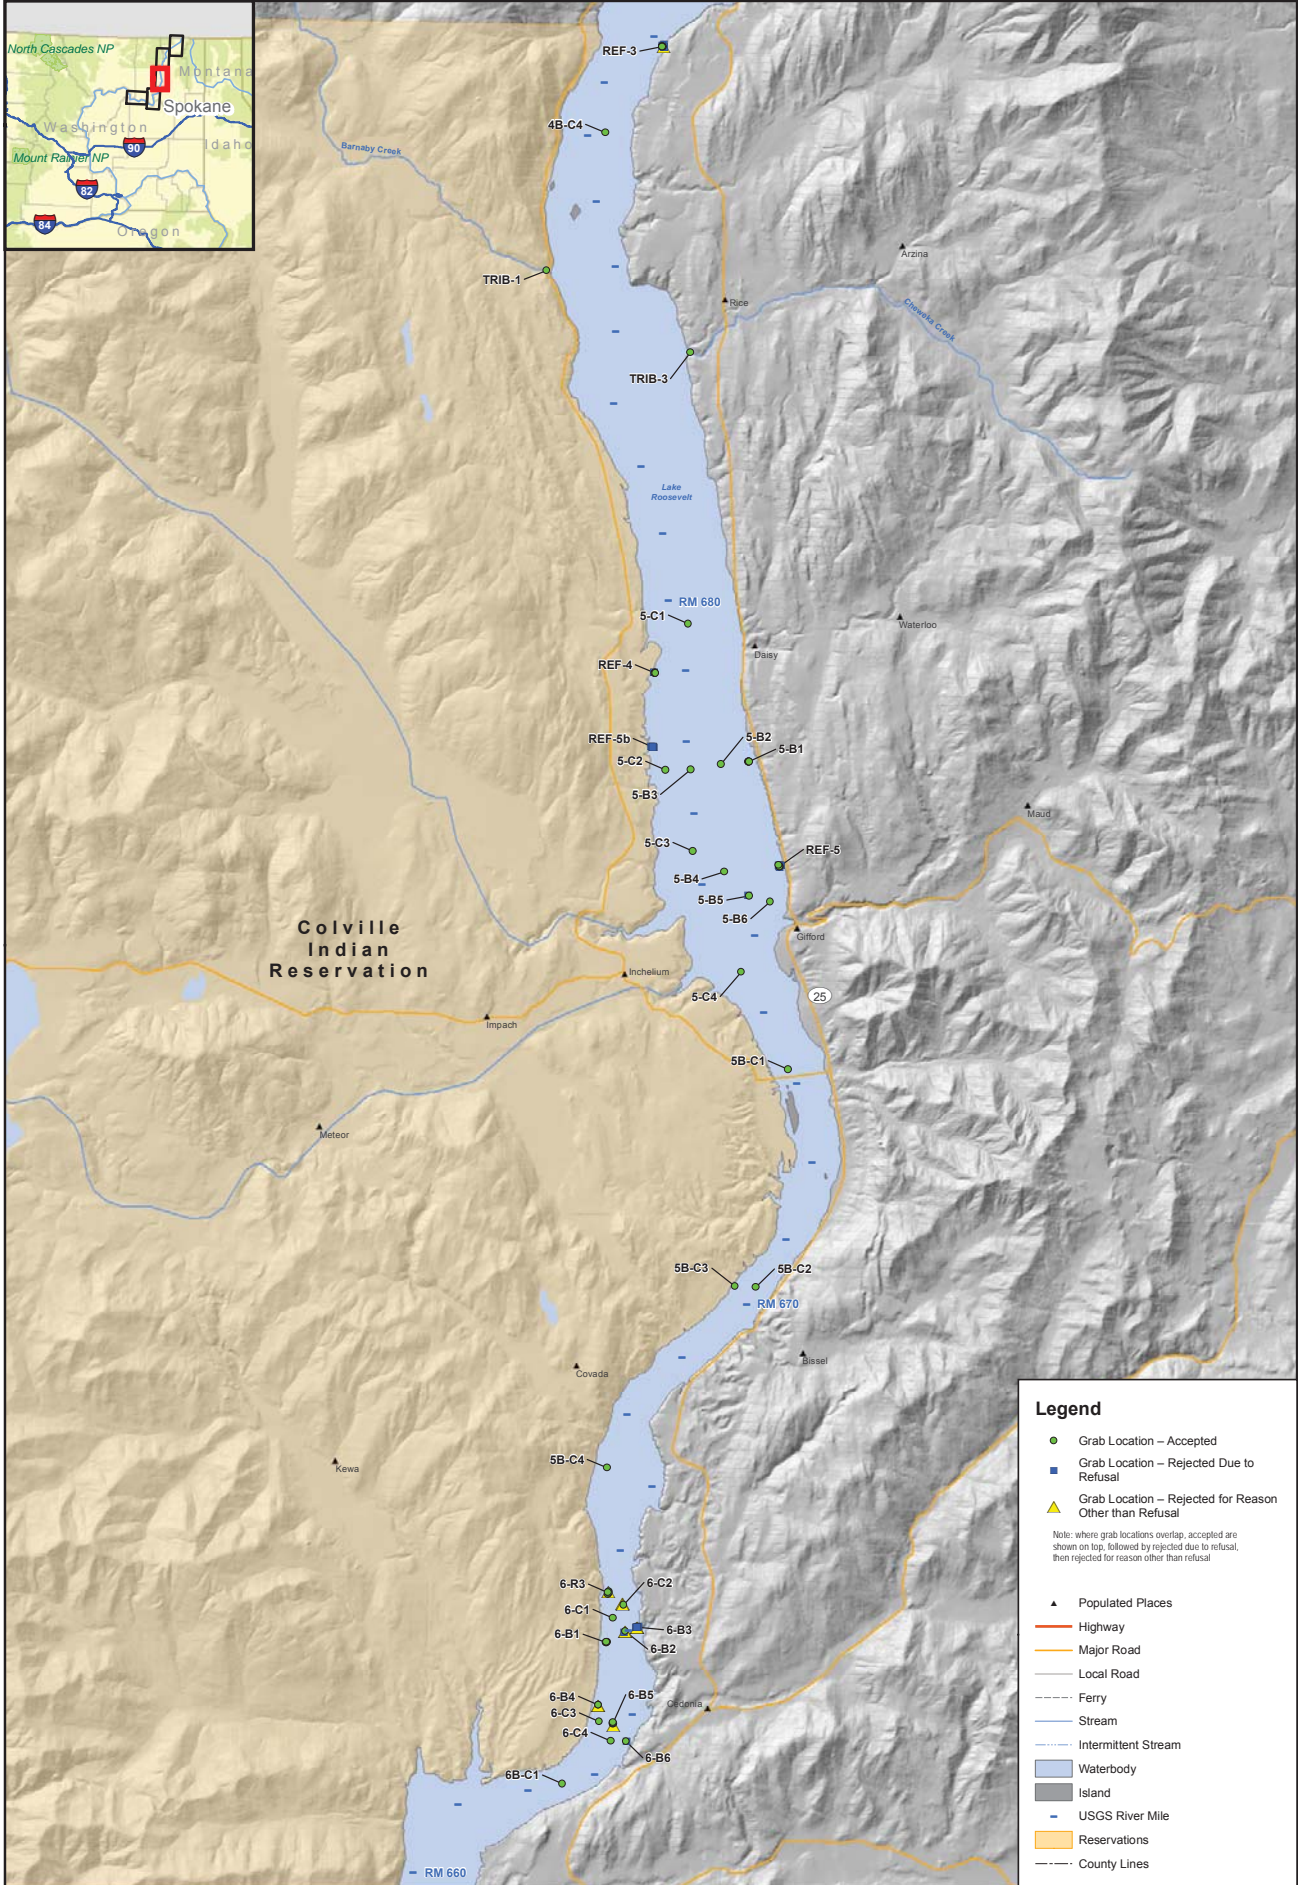 North Cascades NP
Montana
Spokane
Washington
Idaho
90
Mount Rainier NP
82
84
Oregon
REF-3
4B-C4
Barnaby Creek
Arzina
TRIB-1
Rice
Cheweka Creek
TRIB-3
Lake
Roosevelt
RM 680
5-C1
Waterloo
Daisy
REF-4
5-B2
REF-5b
5-B1
5-C2
5-B3
Maud
5-C3
REF-5
5-B4
5-B5
5-B6
Gifford
Colville
Indian
Reservation
Inchelium
5-C4
25
Impach
5B-C1
Meteor
5B-C3
5B-C2
RM 670
Bissel
Covada
5B-C4
Kewa
6-R3
6-C2
6-C1
6-B3
6-B1
6-B2
6-B4
6-B5
Cedonia
6-C3
6-C4
6-B6
6B-C1
RM 660
Legend
Grab Location – Accepted
Grab Location – Rejected Due to
Refusal
Grab Location – Rejected for Reason
Other than Refusal
Note: where grab locations overlap, accepted are
shown on top, followed by rejected due to refusal,
then rejected for reason other than refusal
Populated Places
Highway
Major Road
Local Road
Ferry
Stream
Intermittent Stream
Waterbody
Island
USGS River Mile
Reservations
County Lines